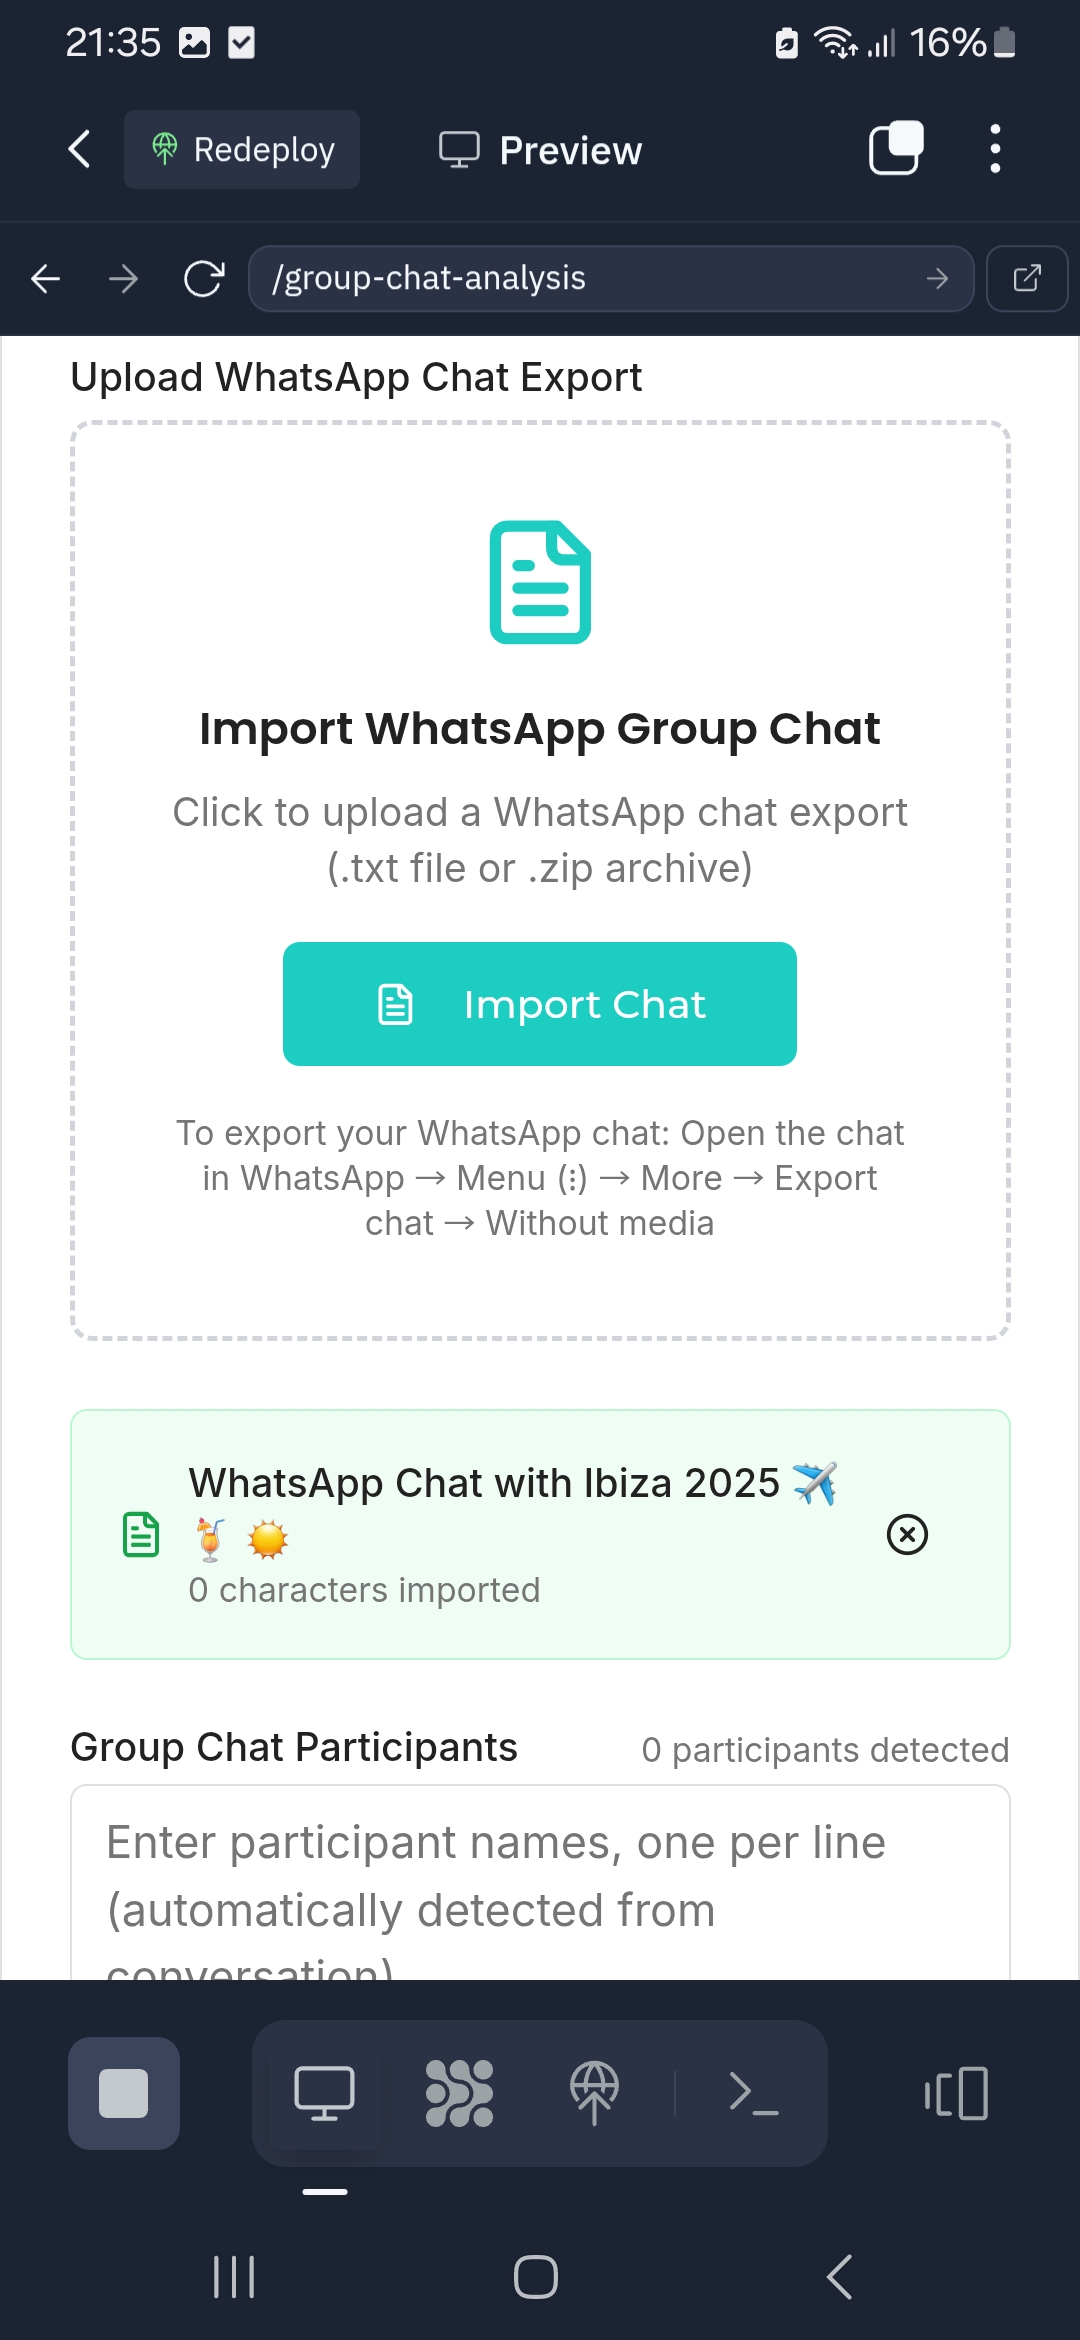 21:35
16%
Redeploy
Preview
/group-chat-analysis
Upload WhatsApp Chat Export
Import WhatsApp Group Chat
Click to upload a WhatsApp chat export
(.txt file or .zip archive)
Import Chat
To export your WhatsApp chat: Open the chat
in WhatsApp → Menu (⋮) → More → Export
chat → Without media
WhatsApp Chat with Ibiza 2025 ✈️
🍹 ☀️
0 characters imported
Group Chat Participants
0 participants detected
Enter participant names, one per line
(automatically detected from
conversation)